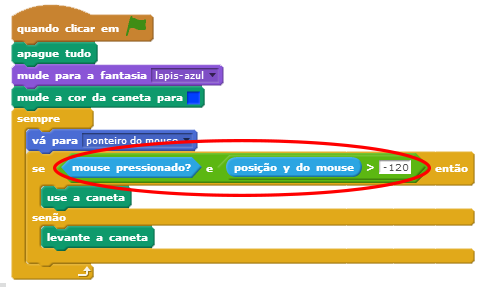 quando clicar em
apague tudo
mude para a fantasia lapis-azul
mude a cor da caneta para
sempre
vá para ponteiro do mouse
se mouse pressionado? e posição y do mouse > -120 então
use a caneta
senão
levante a caneta